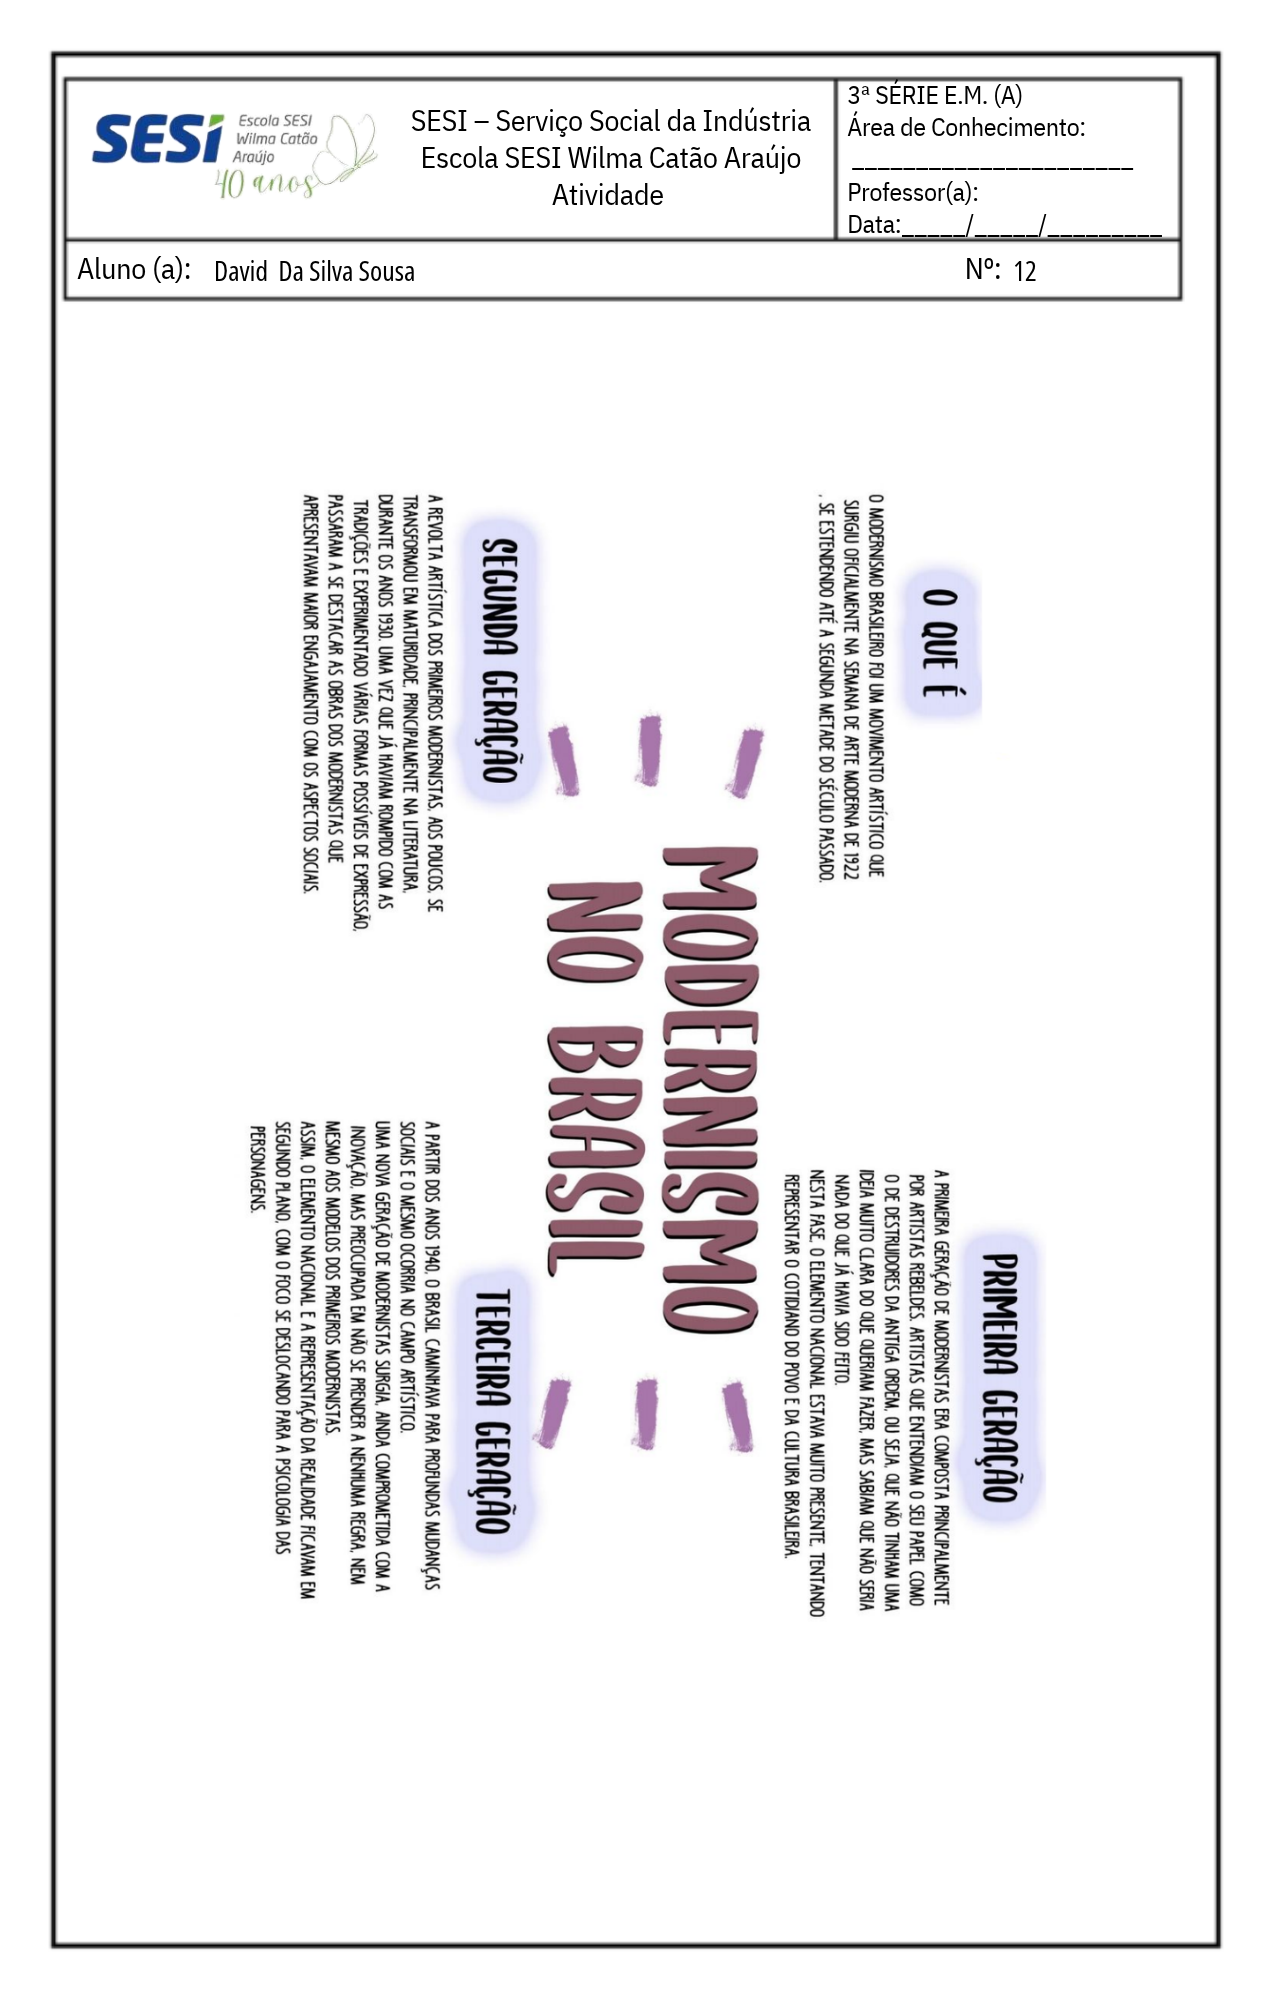 SESI
Escola SESI
Wilma Catão
Araújo
40 anos
SESI – Serviço Social da Indústria
Escola SESI Wilma Catão Araújo
Atividade
3ª SÉRIE E.M. (A)
Área de Conhecimento:
______________________
Professor(a):
Data:_____/_____/_________
Aluno (a): David Da Silva Sousa
Nº: 12
O QUE É
O MODERNISMO BRASILEIRO FOI UM MOVIMENTO ARTÍSTICO QUE
SURGIU OFICIALMENTE NA SEMANA DE ARTE MODERNA DE 1922
, SE ESTENDENDO ATÉ A SEGUNDA METADE DO SÉCULO PASSADO.
PRIMEIRA GERAÇÃO
A PRIMEIRA GERAÇÃO DE MODERNISTAS ERA COMPOSTA PRINCIPALMENTE
POR ARTISTAS REBELDES. ARTISTAS QUE ENTENDIAM O SEU PAPEL COMO
O DE DESTRUIDORES DA ANTIGA ORDEM. OU SEJA, QUE NÃO TINHAM UMA
IDEIA MUITO CLARA DO QUE QUERIAM FAZER, MAS SABIAM QUE NÃO SERIA
NADA DO QUE JÁ HAVIA SIDO FEITO.
NESTA FASE, O ELEMENTO NACIONAL ESTAVA MUITO PRESENTE, TENTANDO
REPRESENTAR O COTIDIANO DO POVO E DA CULTURA BRASILEIRA.
MODERNISMO
NO BRASIL
SEGUNDA GERAÇÃO
A REVOLTA ARTÍSTICA DOS PRIMEIROS MODERNISTAS, AOS POUCOS, SE
TRANSFORMOU EM MATURIDADE, PRINCIPALMENTE NA LITERATURA,
DURANTE OS ANOS 1930. UMA VEZ QUE JÁ HAVIAM ROMPIDO COM AS
TRADIÇÕES E EXPERIMENTADO VÁRIAS FORMAS POSSÍVEIS DE EXPRESSÃO,
PASSARAM A SE DESTACAR AS OBRAS DOS MODERNISTAS QUE
APRESENTAVAM MAIOR ENGAJAMENTO COM OS ASPECTOS SOCIAIS.
TERCEIRA GERAÇÃO
A PARTIR DOS ANOS 1940, O BRASIL CAMINHAVA PARA PROFUNDAS MUDANÇAS
SOCIAIS E O MESMO OCORRIA NO CAMPO ARTÍSTICO.
UMA NOVA GERAÇÃO DE MODERNISTAS SURGIA, AINDA COMPROMETIDA COM A
INOVAÇÃO, MAS PREOCUPADA EM NÃO SE PRENDER A NENHUMA REGRA, NEM
MESMO AOS MODELOS DOS PRIMEIROS MODERNISTAS.
ASSIM, O ELEMENTO NACIONAL E A REPRESENTAÇÃO DA REALIDADE FICAVAM EM
SEGUNDO PLANO, COM O FOCO SE DESLOCANDO PARA A PSICOLOGIA DAS
PERSONAGENS.